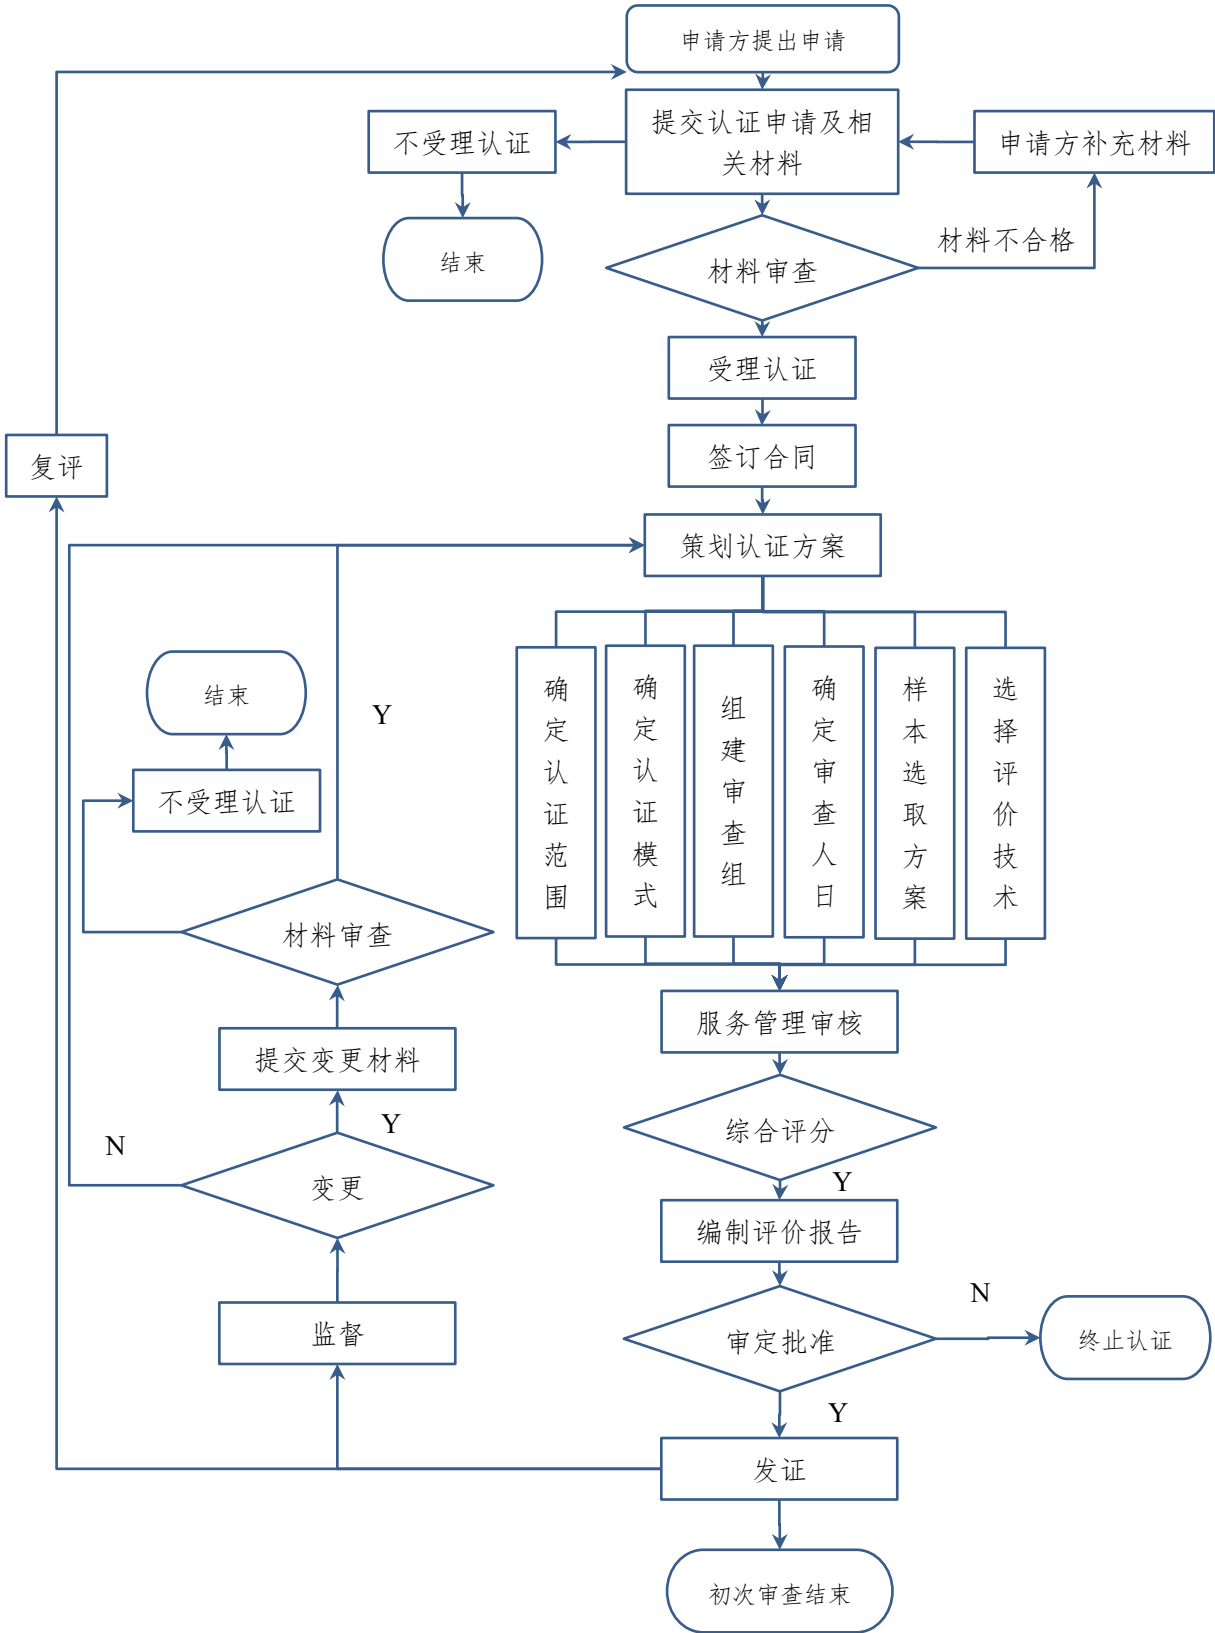 申请方提出申请
提交认证申请及相
关材料
不受理认证
申请方补充材料
结束
材料不合格
材料审查
受理认证
签订合同
复评
策划认证方案
确定认证范围
确定认证模式
组建审查组
确定审查人日
样本选取方案
选择评价技术
结束
Y
不受理认证
材料审查
服务管理审核
提交变更材料
Y
N
综合评分
变更
Y
编制评价报告
N
监督
审定批准
终止认证
Y
发证
初次审查结束